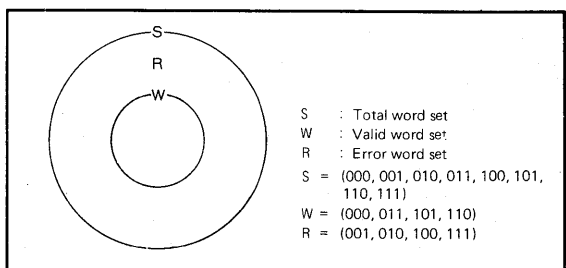 S
R
W
S : Total word set
W : Valid word set
R : Error word set
S = (000, 001, 010, 011, 100, 101,
110, 111)
W = (000, 011, 101, 110)
R = (001, 010, 100, 111)